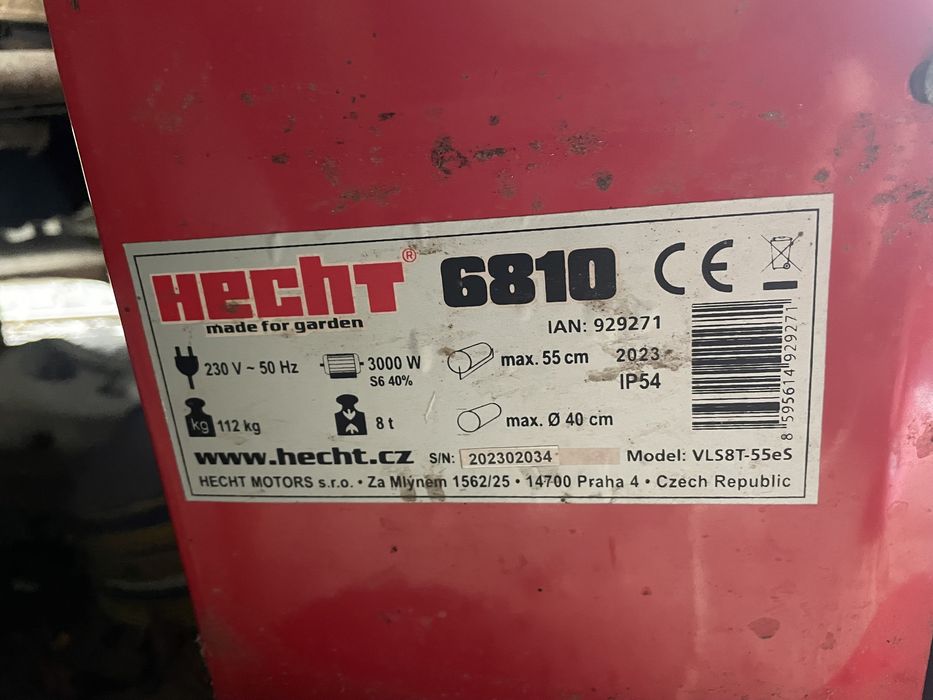 HECHT® 6810 CE
made for garden
IAN: 929271
230 V ~ 50 Hz 3000 W max. 55 cm 2023
S6 40% IP54
kg 112 kg 8 t max. Ø 40 cm
8 595614 929271
www.hecht.cz S/N: 202302034 Model: VLS8T-55eS
HECHT MOTORS s.r.o. • Za Mlýnem 1562/25 • 14700 Praha 4 • Czech Republic